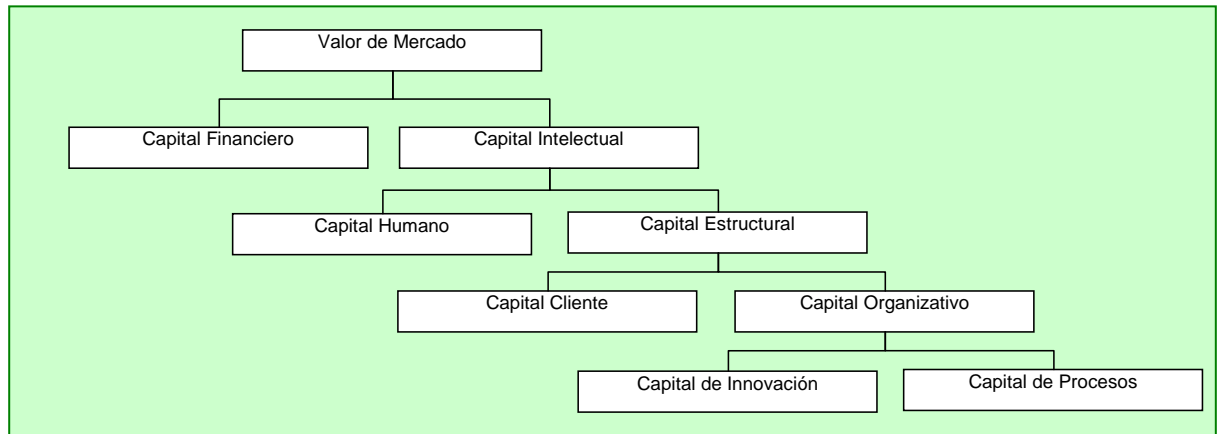 Valor de Mercado
Capital Financiero
Capital Intelectual
Capital Humano
Capital Estructural
Capital Cliente
Capital Organizativo
Capital de Innovación
Capital de Procesos